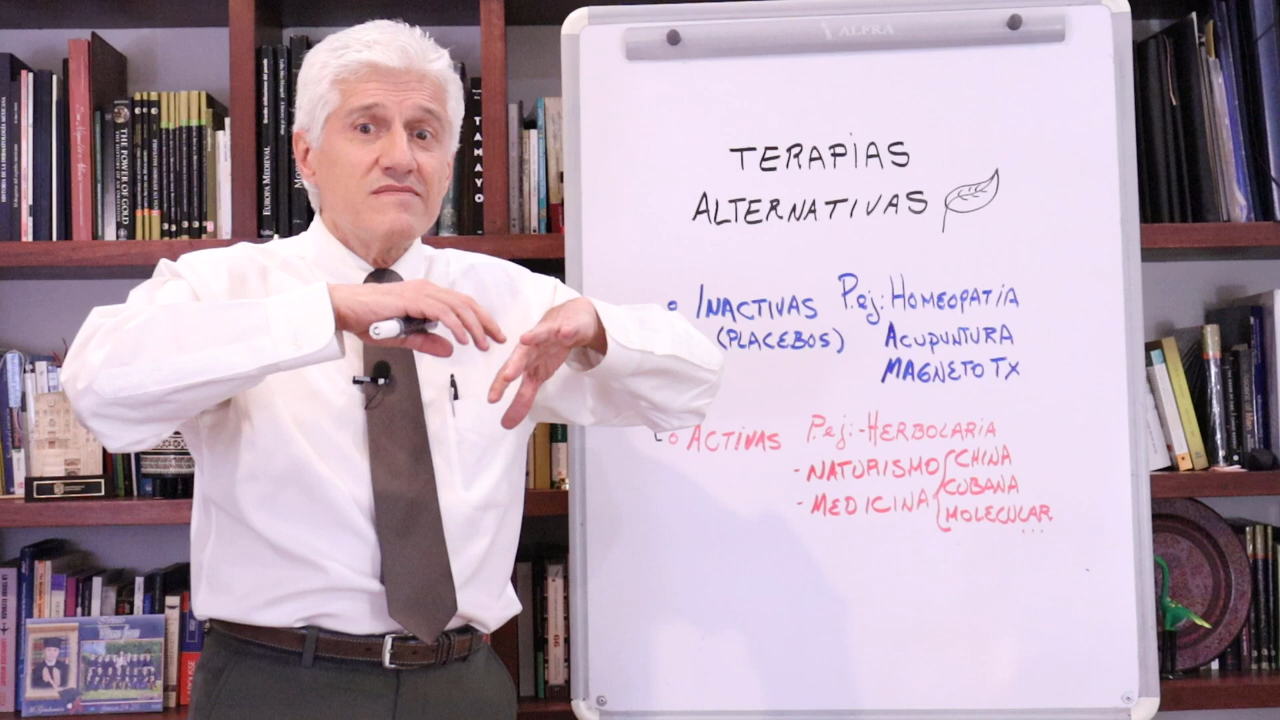 ALFRA
TERAPIAS
ALTERNATIVAS
INACTIVAS P.ej: HOMEOPATIA
(PLACEBOS) ACUPUNTURA
MAGNETO TX
ACTIVAS P.ej: - HERBOLARIA
- NATURISMO CHINA
- MEDICINA CUBANA
MOLECULAR
...
THE POWER OF GOLD
EUROPA MEDIEVAL
TAMAYO
LAROUSSE